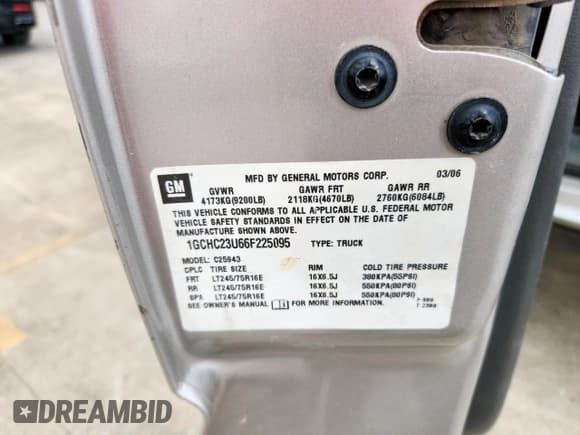 GM
MFD BY GENERAL MOTORS CORP. 03/06
GVWR GAWR FRT GAWR RR
4173KG(9200LB) 2118KG(4670LB) 2760KG(6084LB)
THIS VEHICLE CONFORMS TO ALL APPLICABLE U.S. FEDERAL MOTOR
VEHICLE SAFETY STANDARDS IN EFFECT ON THE DATE OF
MANUFACTURE SHOWN ABOVE.
1GCHC23U66F225095 TYPE: TRUCK
MODEL: C25943
CPLC TIRE SIZE RIM COLD TIRE PRESSURE
FRT LT245/75R16E 16X6.5J 380KPA(55PSI)
RR LT245/75R16E 16X6.5J 550KPA(80PSI)
SPA LT245/75R16E 16X6.5J 550KPA(80PSI)
SEE OWNER'S MANUAL FOR MORE INFORMATION.
DREAMBID